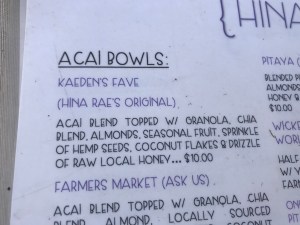 {HINA
ACAI BOWLS:
KAEDEN'S FAVE
(HINA RAE'S ORIGINAL)
ACAI BLEND TOPPED W/ GRANOLA, CHIA
BLEND, ALMONDS, SEASONAL FRUIT, SPRINKLE
OF HEMP SEEDS, COCONUT FLAKES & DRIZZLE
OF RAW LOCAL HONEY... $10.00
FARMERS MARKET (ASK US)
ACAI BLEND TOPPED W/ GRANOLA, CHIA
BLEND, ALMOND, LOCALLY SOURCED
PITAYA (
BLENDED P
ALMONDS
HONEY &
$10.00
WICKE
WORL
HALF
W/ Y